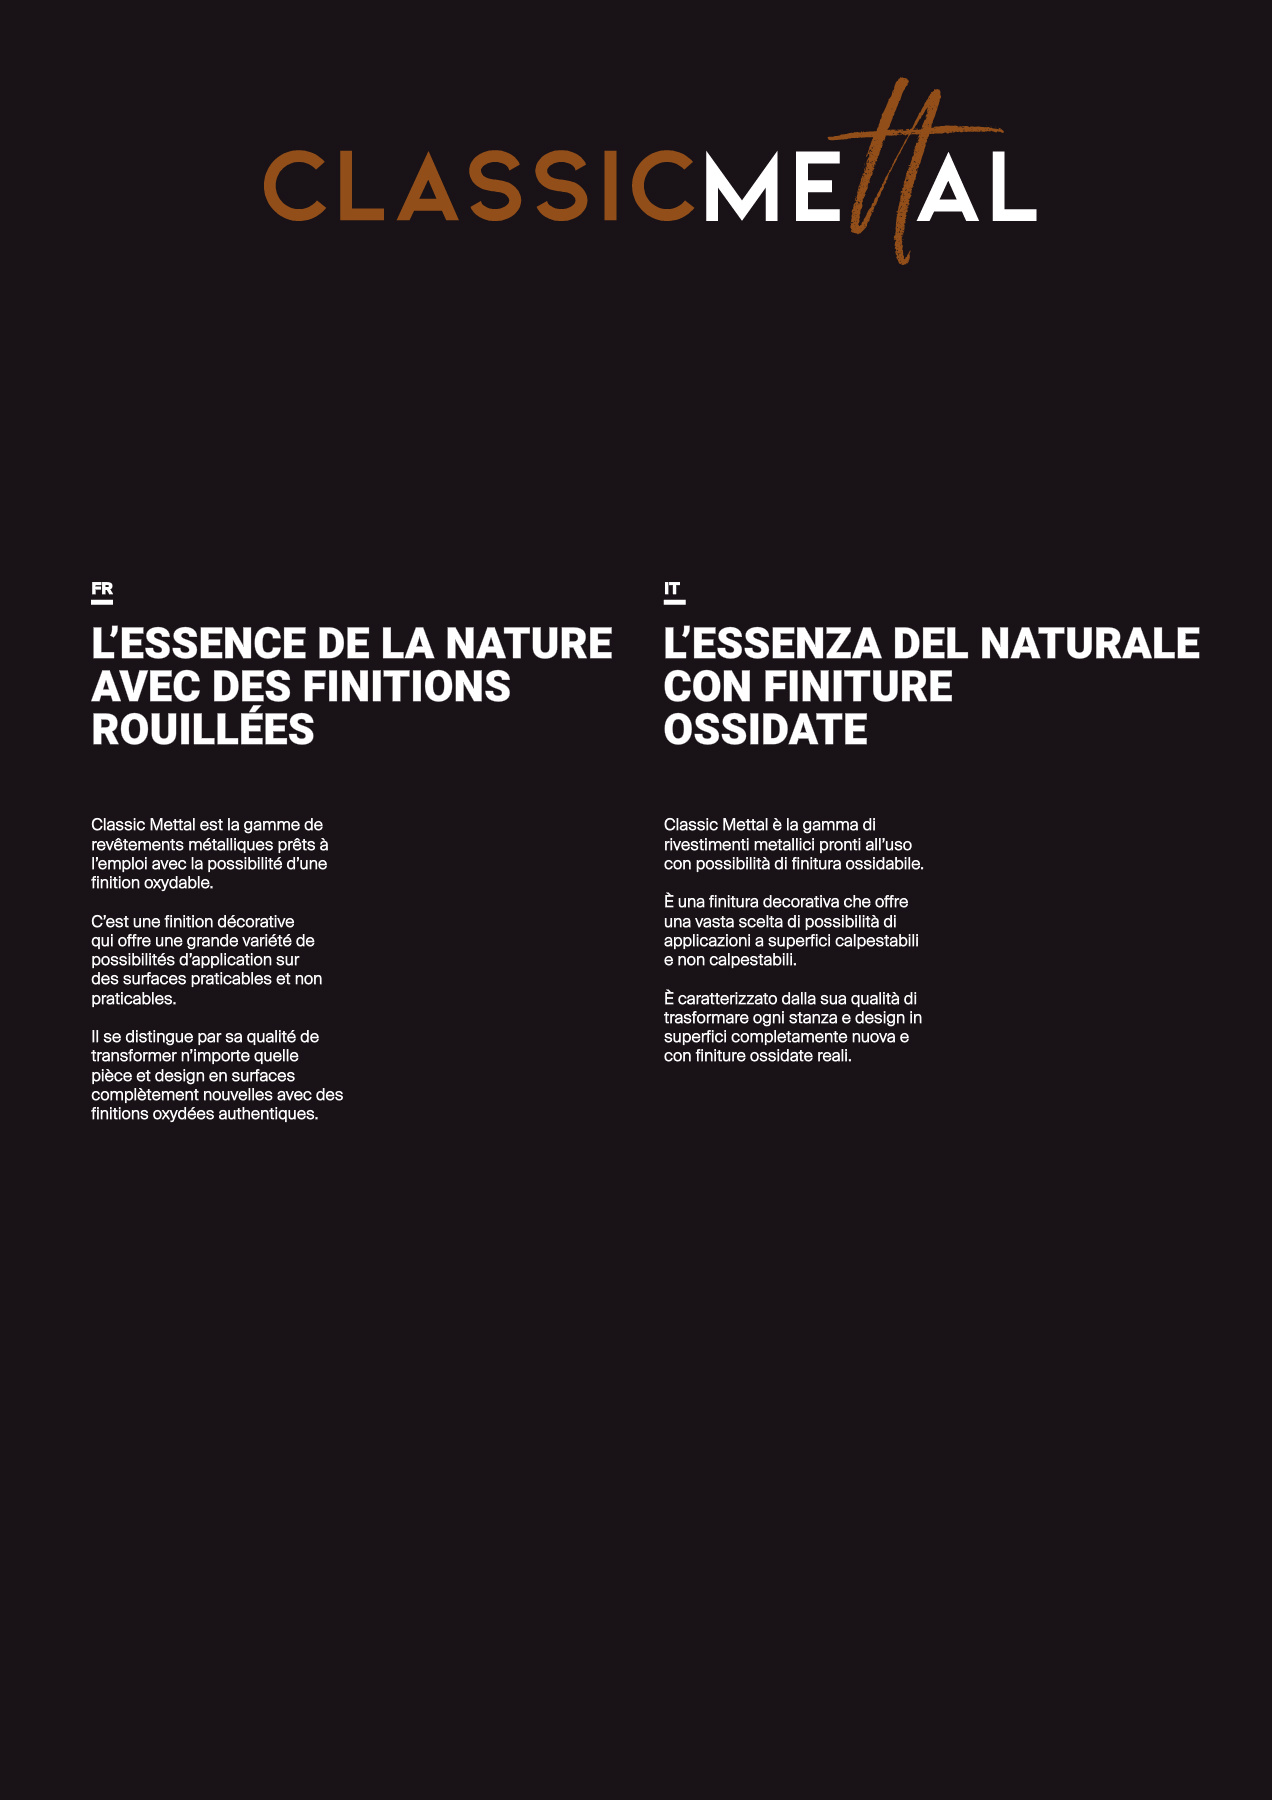 CLASSICMETTAL
FR
L’ESSENCE DE LA NATURE
AVEC DES FINITIONS
ROUILLÉES
Classic Mettal est la gamme de
revêtements métalliques prêts à
l’emploi avec la possibilité d’une
finition oxydable.
C’est une finition décorative
qui offre une grande variété de
possibilités d’application sur
des surfaces praticables et non
praticables.
Il se distingue par sa qualité de
transformer n’importe quelle
pièce et design en surfaces
complètement nouvelles avec des
finitions oxydées authentiques.
IT
L’ESSENZA DEL NATURALE
CON FINITURE
OSSIDATE
Classic Mettal è la gamma di
rivestimenti metallici pronti all’uso
con possibilità di finitura ossidabile.
È una finitura decorativa che offre
una vasta scelta di possibilità di
applicazioni a superfici calpestabili
e non calpestabili.
È caratterizzato dalla sua qualità di
trasformare ogni stanza e design in
superfici completamente nuova e
con finiture ossidate reali.